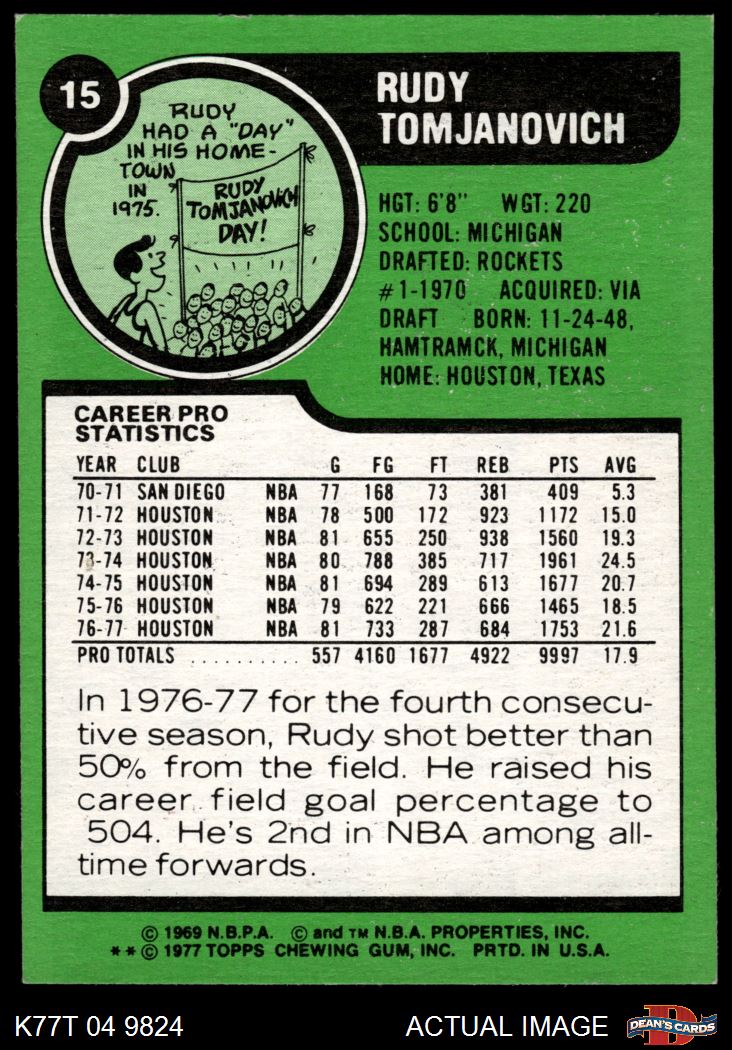 15
RUDY
TOMJANOVICH
RUDY
HAD A "DAY"
IN HIS HOME-
TOWN
IN
1975.
RUDY
TOMJANOVICH
DAY!
HGT: 6'8" WGT: 220
SCHOOL: MICHIGAN
DRAFTED: ROCKETS
#1-1970 ACQUIRED: VIA
DRAFT BORN: 11-24-48,
HAMTRAMCK, MICHIGAN
HOME: HOUSTON, TEXAS
CAREER PRO
STATISTICS
YEAR CLUB G FG FT REB PTS AVG
70-71 SAN DIEGO NBA 77 168 73 381 409 5.3
71-72 HOUSTON NBA 78 500 172 923 1172 15.0
72-73 HOUSTON NBA 81 655 250 938 1560 19.3
73-74 HOUSTON NBA 80 788 385 717 1961 24.5
74-75 HOUSTON NBA 81 694 289 613 1677 20.7
75-76 HOUSTON NBA 79 622 221 666 1465 18.5
76-77 HOUSTON NBA 81 733 287 684 1753 21.6
PRO TOTALS .......... 557 4160 1677 4922 9997 17.9
In 1976-77 for the fourth consecu-
tive season, Rudy shot better than
50% from the field. He raised his
career field goal percentage to
504. He's 2nd in NBA among all-
time forwards.
© 1969 N.B.P.A. © and TM N.B.A. PROPERTIES, INC.
** © 1977 TOPPS CHEWING GUM, INC. PRTD. IN U.S.A.
K77T 04 9824 ACTUAL IMAGE D DEAN'S CARDS